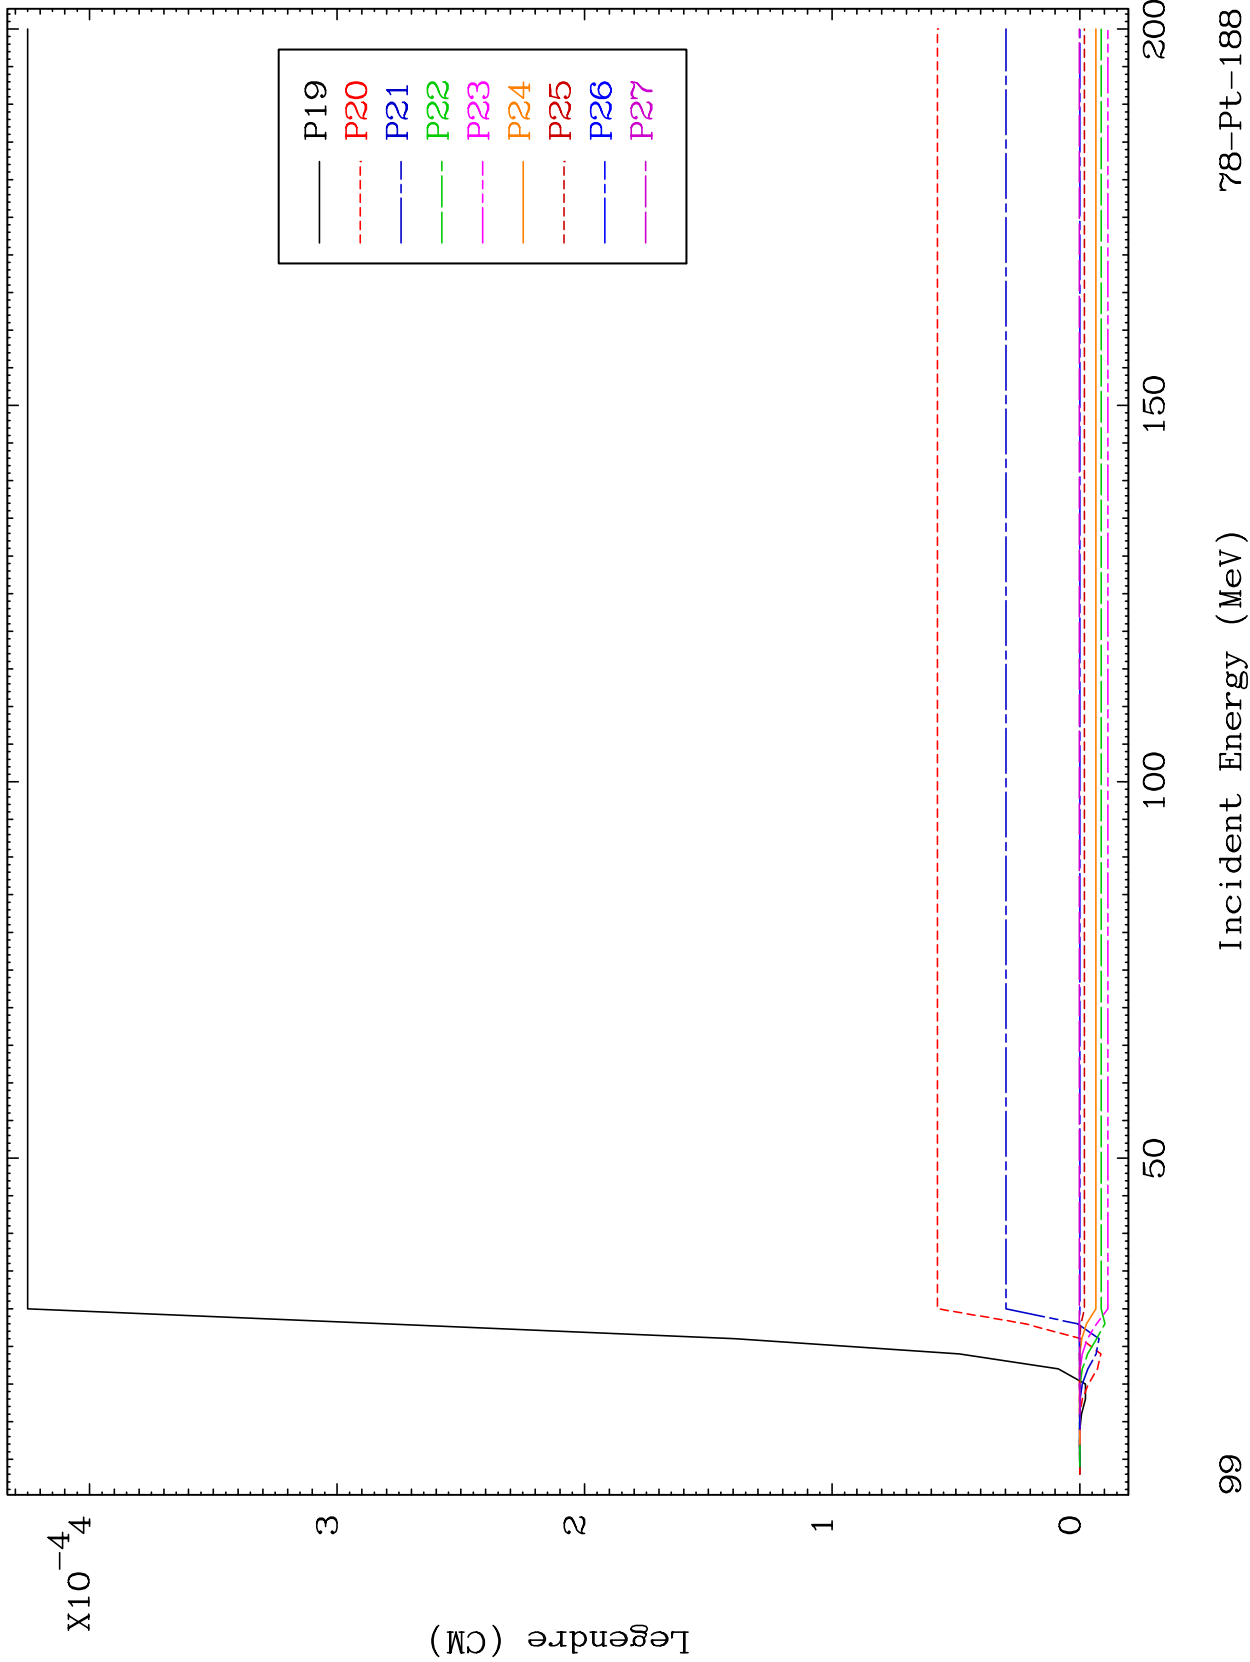 X10-4
4
3
2
1
0
Legendre (CM)
P19
P20
P21
P22
P23
P24
P25
P26
P27
50
100
150
200
Incident Energy (MeV)
99
78-Pt-188